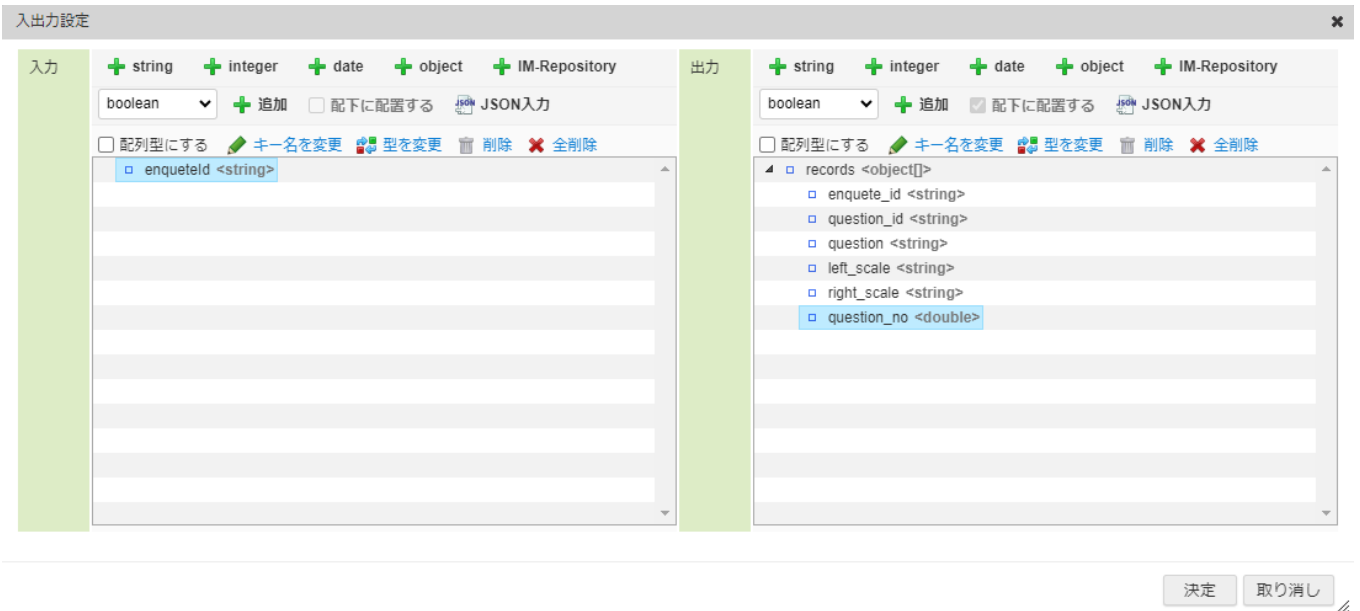 入出力設定
入力
string integer date object IM-Repository
boolean 追加 配下に配置する JSON入力
配列型にする キー名を変更 型を変更 削除 全削除
enqueteId <string>
出力
string integer date object IM-Repository
boolean 追加 配下に配置する JSON入力
配列型にする キー名を変更 型を変更 削除 全削除
records <object[]>
enquete_id <string>
question_id <string>
question <string>
left_scale <string>
right_scale <string>
question_no <double>
決定 取り消し